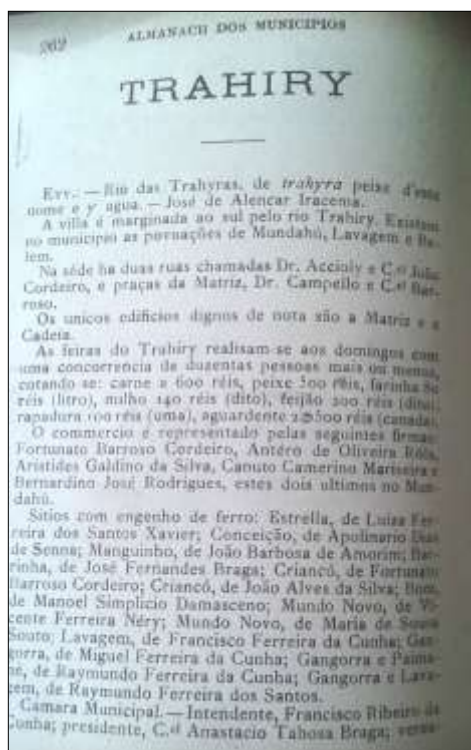 262 ALMANACH DOS MUNICIPIOS
TRAHIRY
ETY. — Rio das Trahyras, de trahyra peixe d'este
nome e y agua. — José de Alencar Iracema.
A villa é marginada ao sul pelo rio Trahiry. Existem
no municipio as povoações de Mundahú, Lavagem e Be-
lem.
Na séde ha duas ruas chamadas Dr. Accioly e C.el João
Cordeiro, e praças da Matriz, Dr. Campello e C.el Bar-
roso.
Os unicos edificios dignos de nota são a Matriz e a
Cadeia.
As feiras do Trahiry realisam-se aos domingos com
uma concorrencia de duzentas pessoas mais ou menos,
cotando se: carne a 600 réis, peixe 500 réis, farinha 80
réis (litro), milho 140 réis (dito), feijão 200 réis (dito),
rapadura 100 réis (uma), aguardente 2$500 réis (canada).
O commercio é representado pelas seguintes firmas:
Fortunato Barroso Cordeiro, Antéro de Oliveira Róla,
Aristides Galdino da Silva, Canuto Camerino Mariseira e
Bernardino José Rodrigues, estes dois ultimos no Mun-
dahú.
Sitios com engenho de ferro: Estrella, de Luiza Fer-
reira dos Santos Xavier; Conceição, de Apolinario Dias
de Senna; Manguinho, de João Barbosa de Amorim; Bar-
rinha, de José Fernandes Braga; Criancó, de Fortunato
Barroso Cordeiro; Criancó, de João Alves da Silva; Bom,
de Manoel Simplicio Damasceno; Mundo Novo, de Vi-
cente Ferreira Néry; Mundo Novo, de Maria de Sousa
Souto; Lavagem, de Francisco Ferreira da Cunha; Gan-
gorra, de Miguel Ferreira da Cunha; Gangorra e
de Raymundo Ferreira da Cunha; Gangorra e Lava-
gem, de Raymundo Ferreira dos Santos.
Camara Municipal. — Intendente, Francisco Ribeiro da
Cunha; presidente, C.el Anastacio Tabosa Braga;